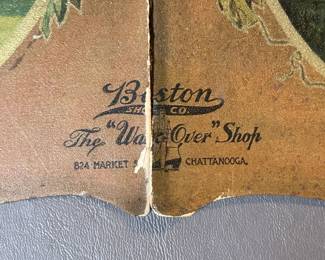 Boston
SHOE CO.
The "Walk-Over" Shop
824 MARKET S CHATTANOOGA.